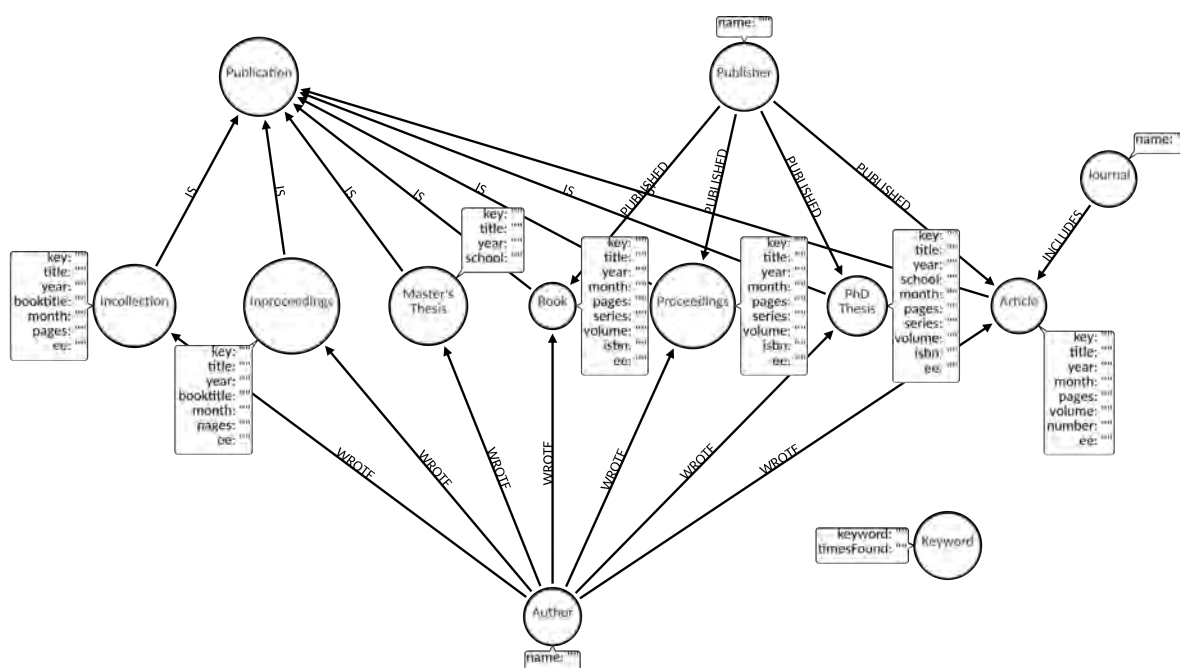 name: ""
Publication
Publisher
name: ""
Journal
PUBLISHED
PUBLISHED
PUBLISHED
PUBLISHED
INCLUDES
IS
IS
IS
IS
IS
IS
IS
key: ""
title: ""
year: ""
school: ""
key: ""
title: ""
year: ""
booktitle: ""
month: ""
pages: ""
ee: ""
Incollection
Inproceedings
Master's
Thesis
Book
key: ""
title: ""
year: ""
month: ""
pages: ""
series: ""
volume: ""
isbn: ""
ee: ""
Proceedings
key: ""
title: ""
year: ""
month: ""
pages: ""
series: ""
volume: ""
isbn: ""
ee: ""
PhD
Thesis
key: ""
title: ""
year: ""
school: ""
month: ""
pages: ""
series: ""
volume: ""
isbn: ""
ee: ""
Article
key: ""
title: ""
year: ""
booktitle: ""
month: ""
pages: ""
ee: ""
key: ""
title: ""
year: ""
month: ""
pages: ""
volume: ""
number: ""
ee: ""
WROTE
WROTE
WROTE
WROTE
WROTE
WROTE
WROTE
keyword: ""
timesFound: ""
Keyword
Author
name: ""